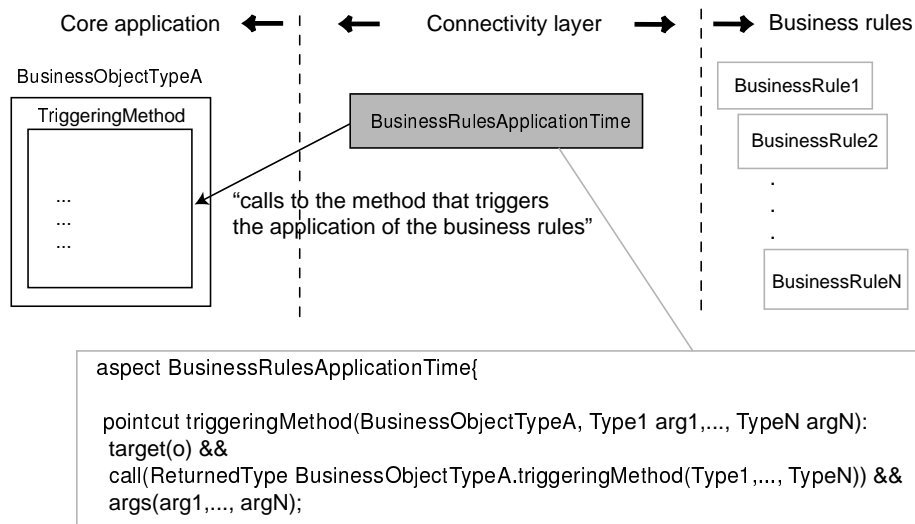 Core application
Connectivity layer
Business rules
BusinessObjectTypeA
TriggeringMethod
...
...
...
BusinessRulesApplicationTime
“calls to the method that triggers
the application of the business rules”
BusinessRule1
BusinessRule2
.
.
.
BusinessRuleN
aspect BusinessRulesApplicationTime{
pointcut triggeringMethod(BusinessObjectTypeA, Type1 arg1,..., TypeN argN):
target(o) &&
call(ReturnedType BusinessObjectTypeA.triggeringMethod(Type1,..., TypeN)) &&
args(arg1,..., argN);